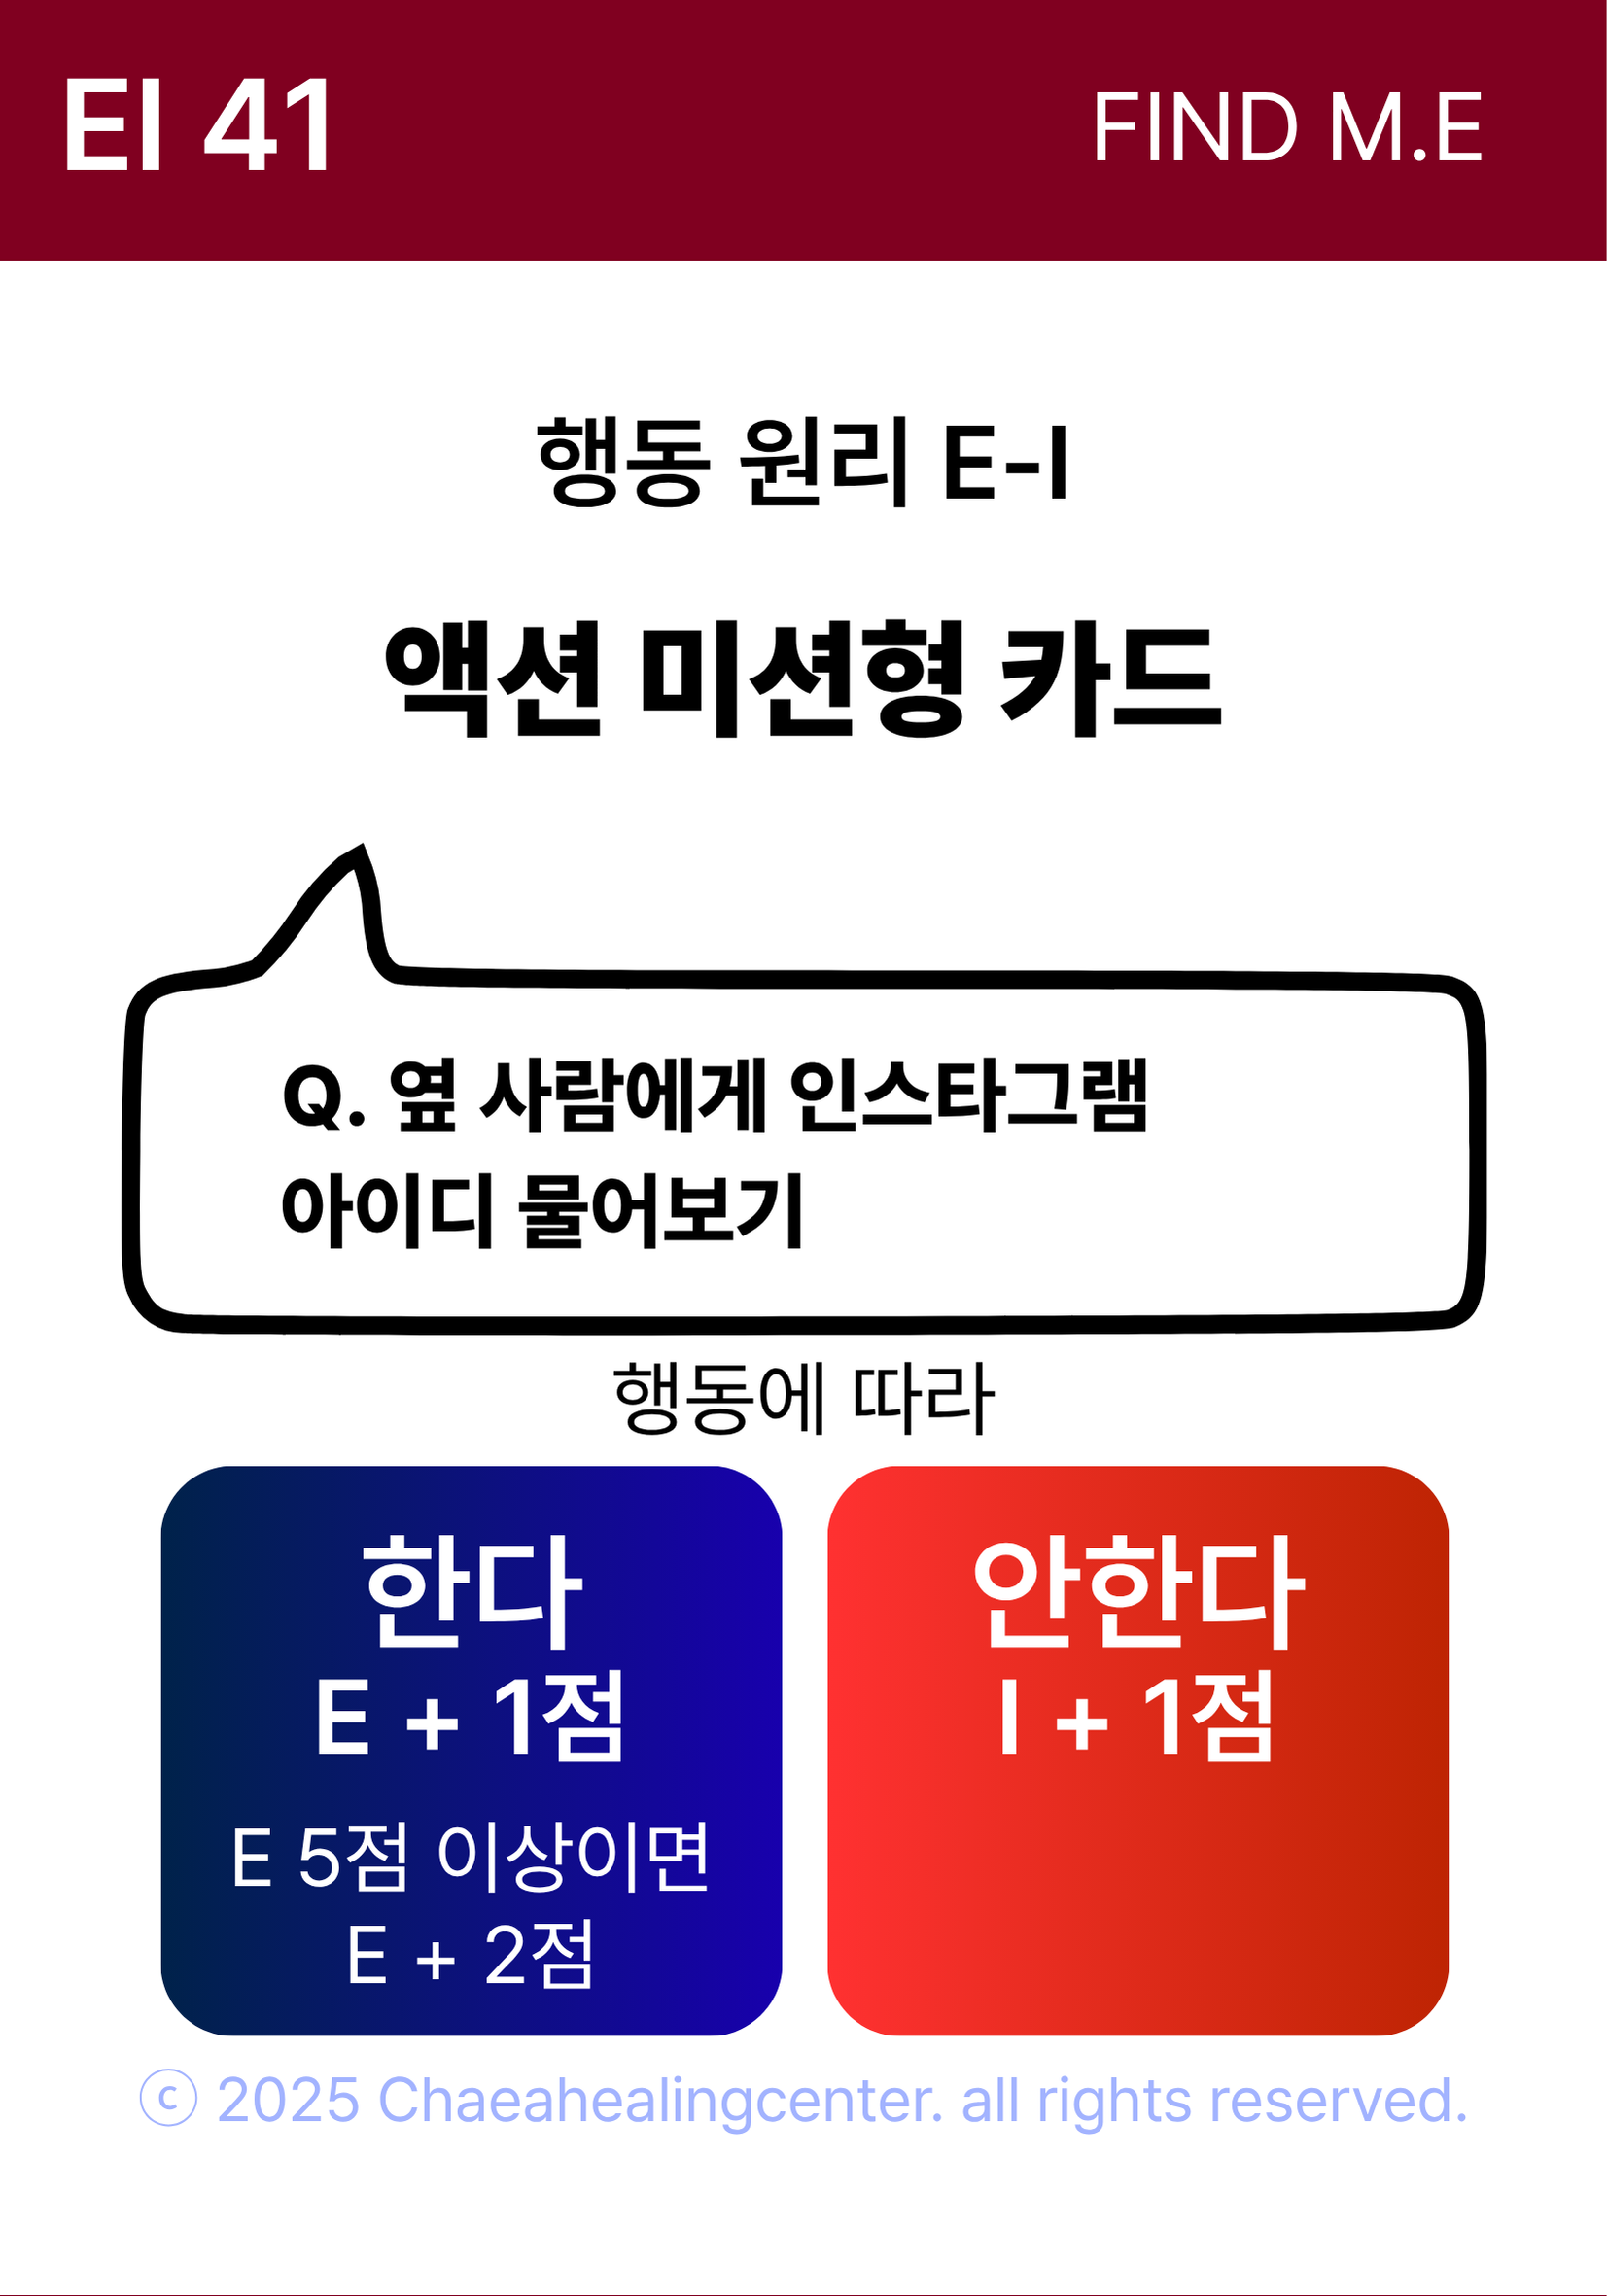 EI 41
FIND M.E
행동 원리 E-I
액션 미션형 카드
Q. 옆 사람에게 인스타그램
아이디 물어보기
행동에 따라
한다
E + 1점
E 5점 이상이면
E + 2점
안한다
I + 1점
© 2025 Chaeahealingcenter. all rights reserved.